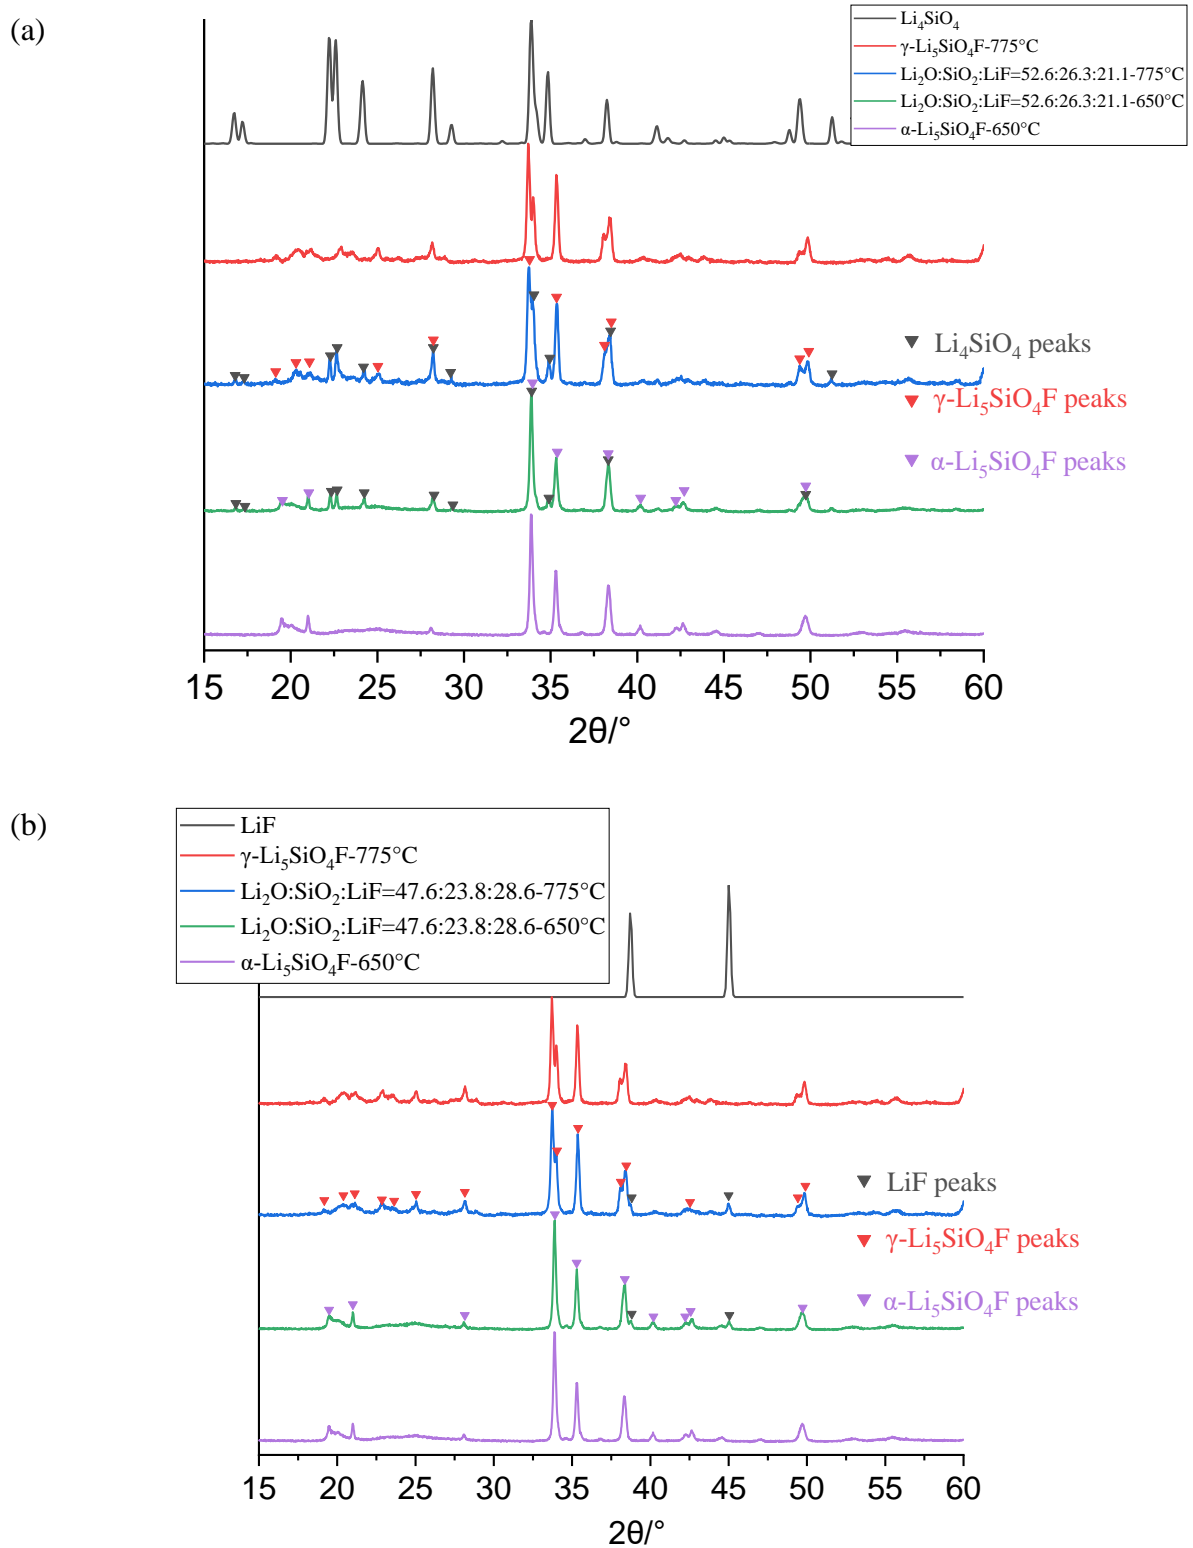 (a)
Li₄SiO₄
γ-Li₅SiO₄F-775°C
Li₂O:SiO₂:LiF=52.6:26.3:21.1-775°C
Li₂O:SiO₂:LiF=52.6:26.3:21.1-650°C
α-Li₅SiO₄F-650°C
Li₄SiO₄ peaks
γ-Li₅SiO₄F peaks
α-Li₅SiO₄F peaks
15 20 25 30 35 40 45 50 55 60
2θ/°
(b)
LiF
γ-Li₅SiO₄F-775°C
Li₂O:SiO₂:LiF=47.6:23.8:28.6-775°C
Li₂O:SiO₂:LiF=47.6:23.8:28.6-650°C
α-Li₅SiO₄F-650°C
LiF peaks
γ-Li₅SiO₄F peaks
α-Li₅SiO₄F peaks
15 20 25 30 35 40 45 50 55 60
2θ/°